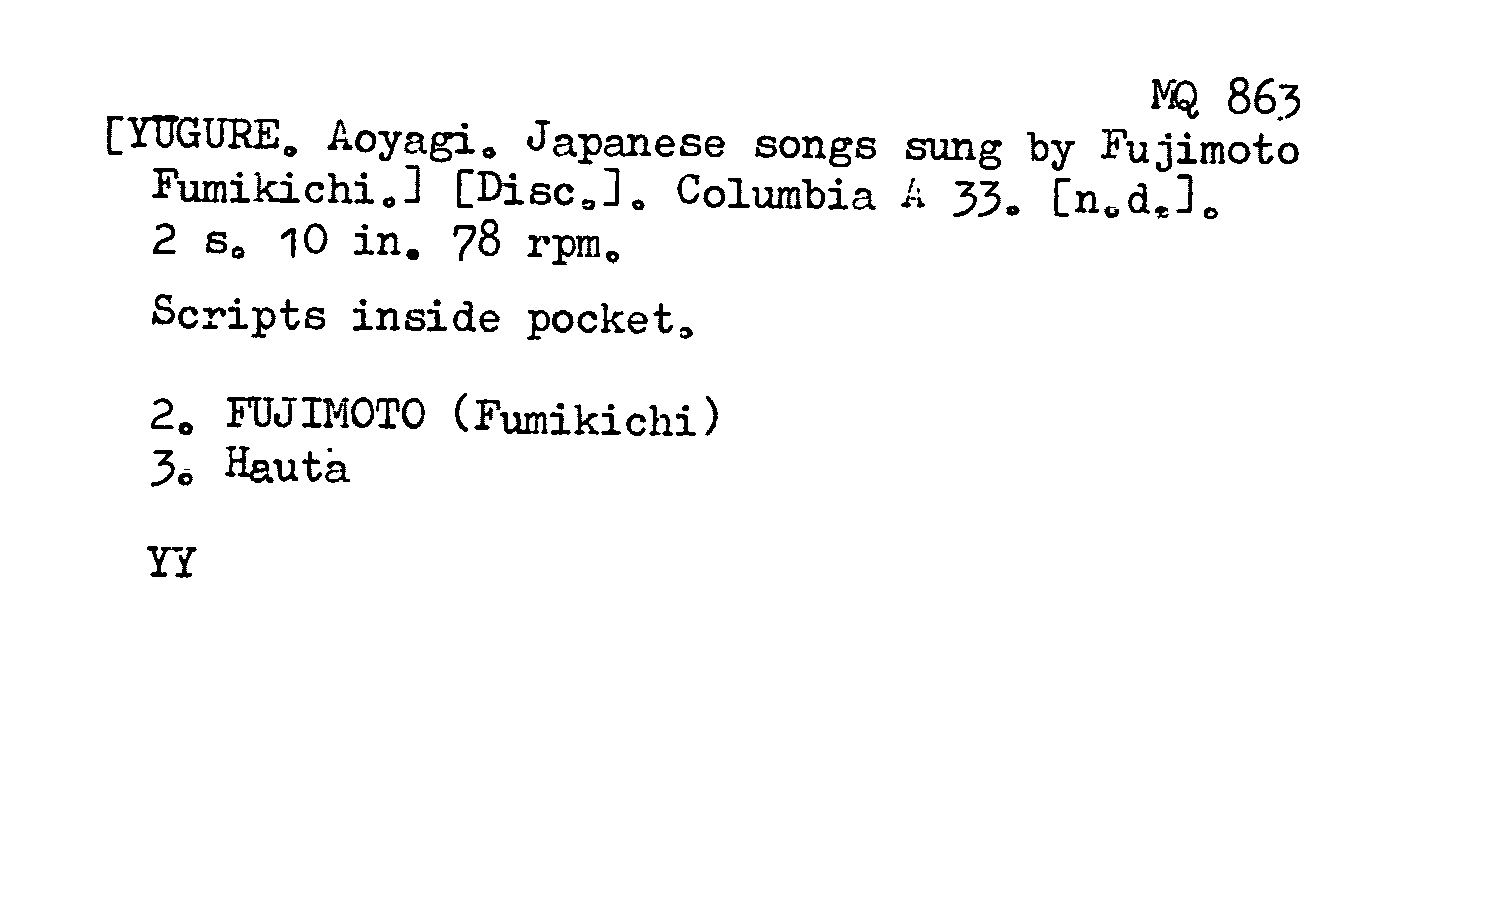 MQ 863
[YŪGURE. Aoyagi. Japanese songs sung by Fujimoto
Fumikichi.] [Disc.]. Columbia A 33. [n.d.].
2 s. 10 in. 78 rpm.
Scripts inside pocket.
2. FUJIMOTO (Fumikichi)
3. Hauta
YY